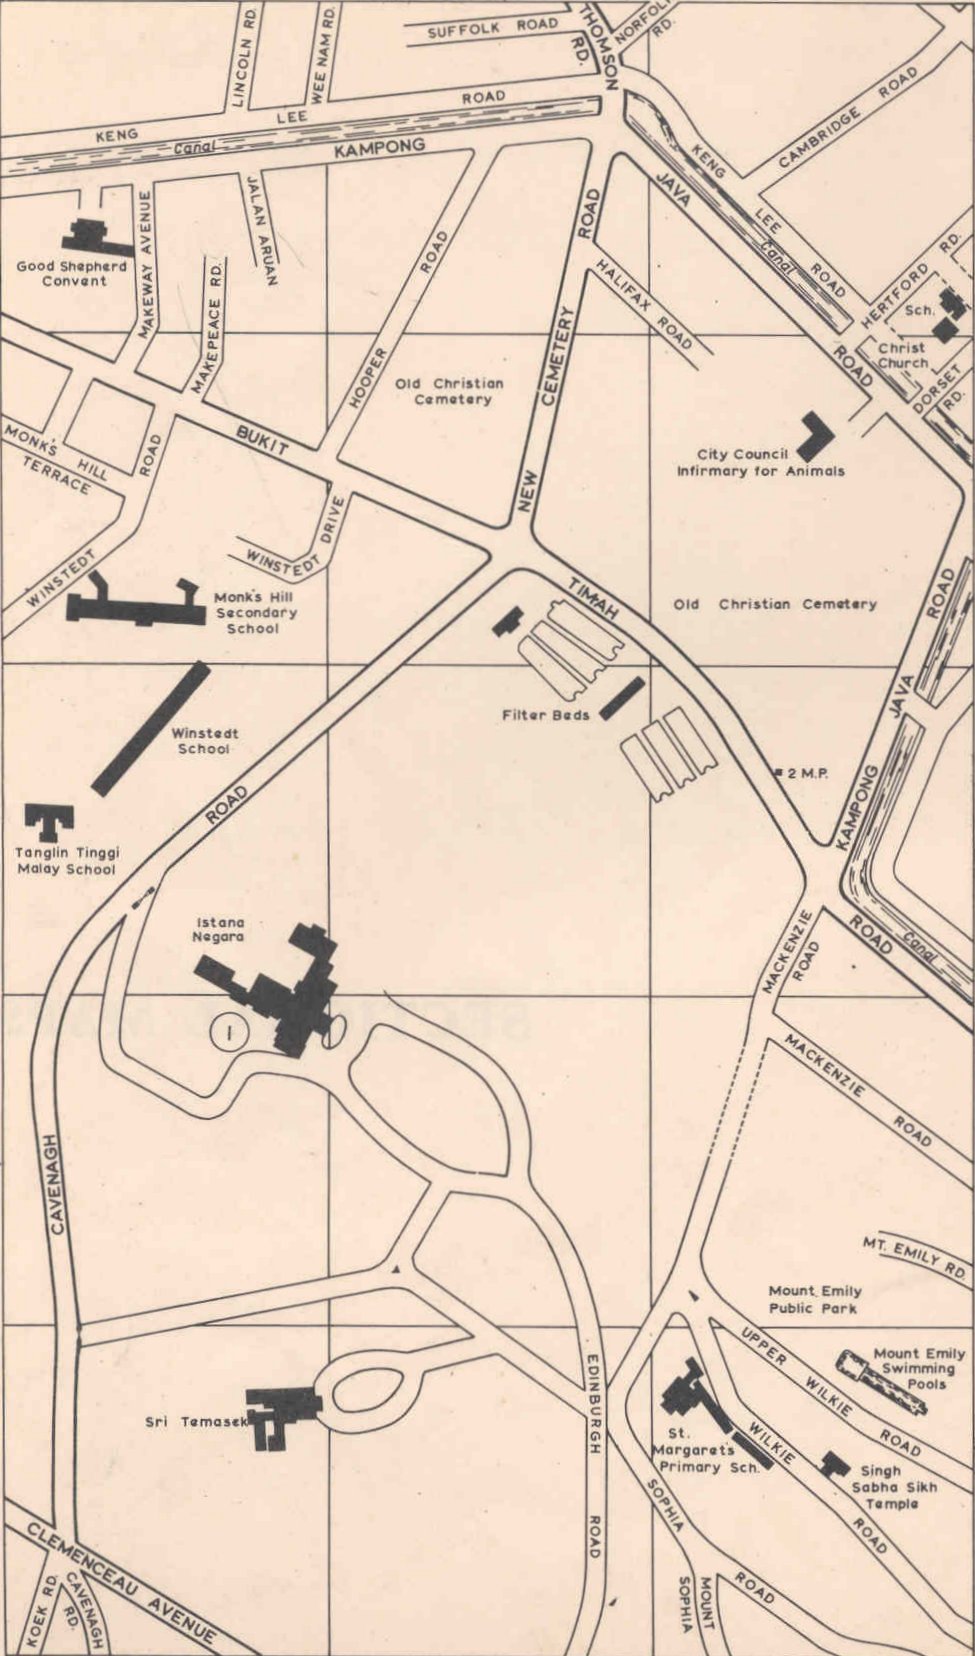 LINCOLN RD.
WEE NAM RD.
SUFFOLK ROAD
THOMSON
RD.
NORFOLK
RD.
CAMBRIDGE ROAD
KENG LEE ROAD
Canal
KAMPONG
KENG LEE ROAD
Canal
JAVA
ROAD
Good Shepherd
Convent
MAKEWAY AVENUE
JALAN ARUAN
MAKEPEACE RD.
HOOPER ROAD
NEW CEMETERY ROAD
HALIFAX ROAD
HERTFORD RD.
Sch.
Christ
Church
DORSET
RD.
Old Christian
Cemetery
City Council
Infirmary for Animals
MONK'S HILL
TERRACE
WINSTEDT ROAD
BUKIT
WINSTEDT DRIVE
TIMAH
Monk's Hill
Secondary
School
Old Christian Cemetery
KAMPONG JAVA ROAD
Filter Beds
Winstedt
School
2 M.P.
Tanglin Tinggi
Malay School
CAVENAGH ROAD
Istana
Negara
1
MACKENZIE
ROAD
ROAD
Canal
MACKENZIE ROAD
MT. EMILY RD.
Mount Emily
Public Park
Mount Emily
Swimming
Pools
UPPER WILKIE ROAD
EDINBURGH ROAD
Sri Temasek
St.
Margaret's
Primary Sch.
WILKIE ROAD
Singh
Sabha Sikh
Temple
SOPHIA ROAD
MOUNT
SOPHIA
CLEMENCEAU AVENUE
KOEK RD.
CAVENAGH
RD.